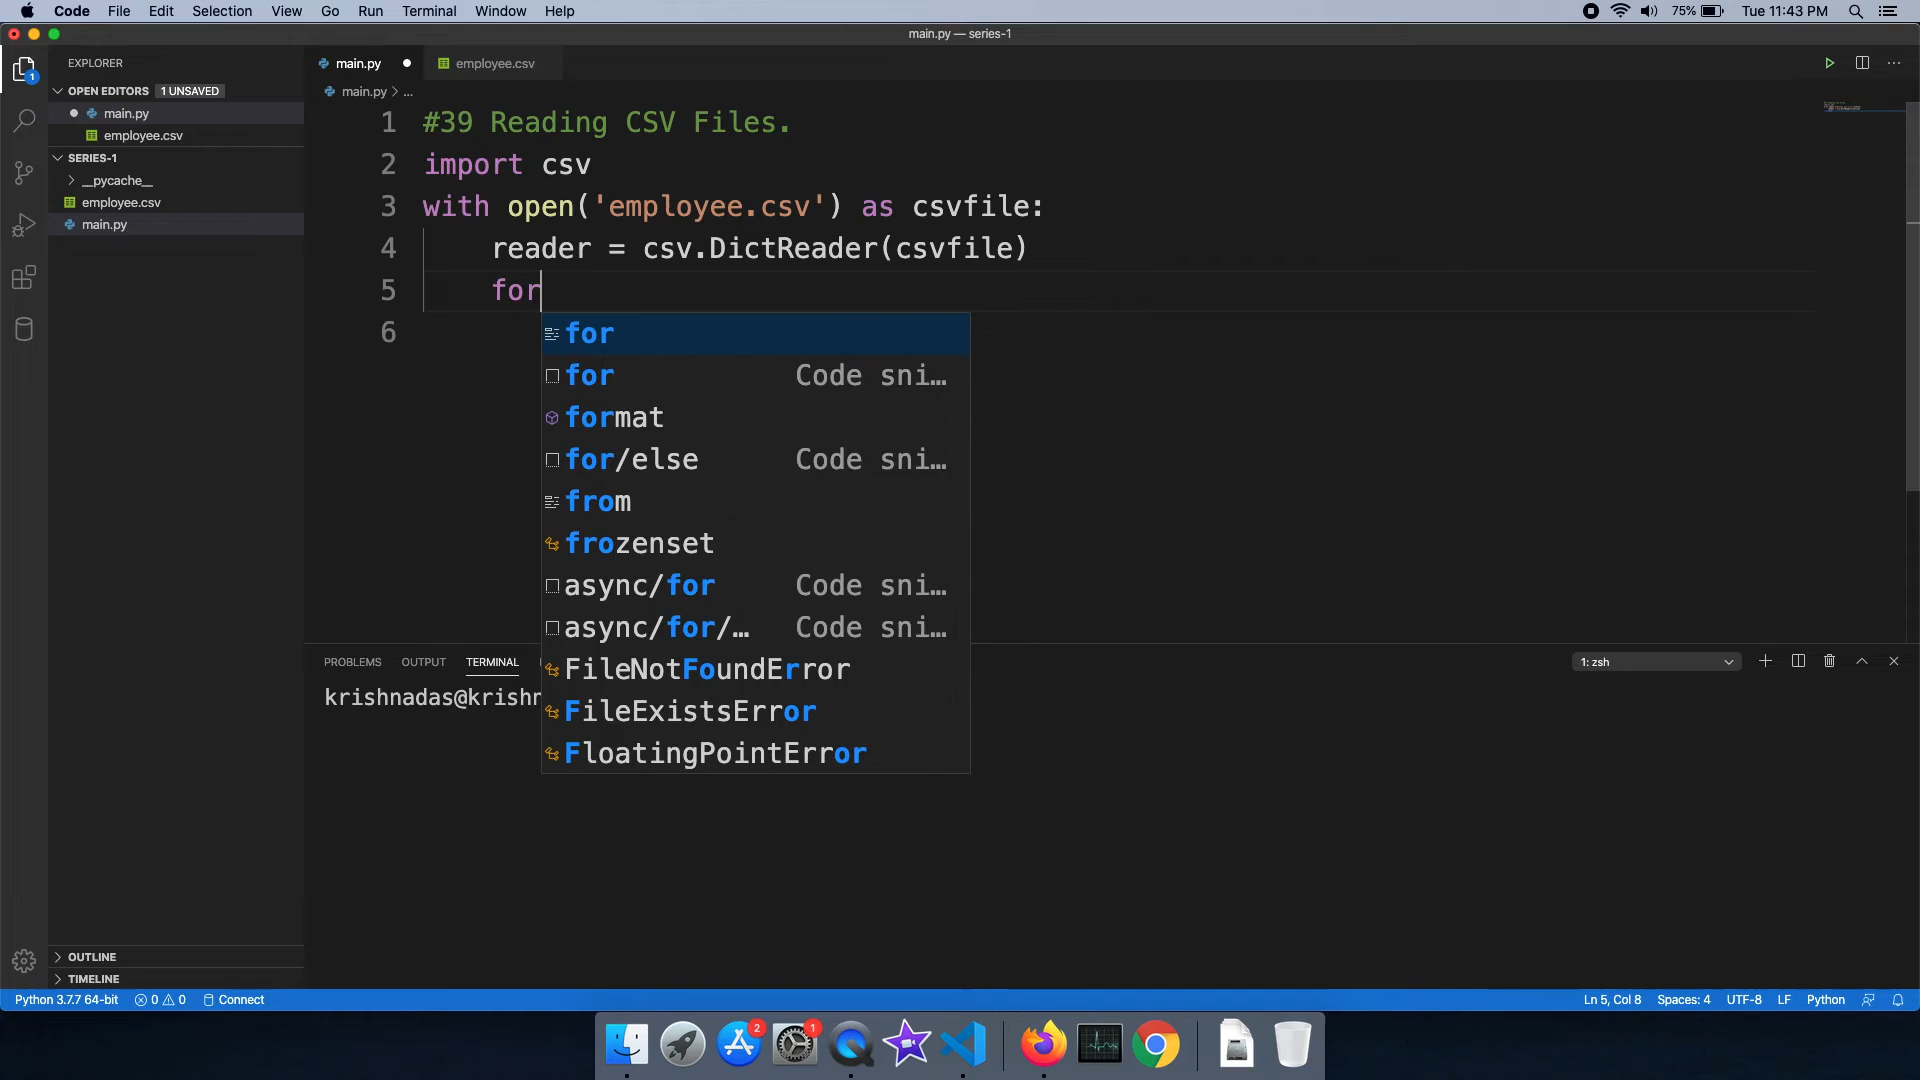 Code File Edit Selection View Go Run Terminal Window Help 75% Tue 11:43 PM
main.py — series-1
EXPLORER
main.py employee.csv
1
OPEN EDITORS 1 UNSAVED
main.py > ...
main.py
employee.csv
SERIES-1
__pycache__
employee.csv
main.py
1 #39 Reading CSV Files.
2 import csv
3 with open('employee.csv') as csvfile:
4 reader = csv.DictReader(csvfile)
5 for
6
for
for Code sni…
format
for/else Code sni…
from
frozenset
async/for Code sni…
async/for/… Code sni…
FileNotFoundError
FileExistsError
FloatingPointError
PROBLEMS OUTPUT TERMINAL 1: zsh
krishnadas@krishn
OUTLINE
TIMELINE
Python 3.7.7 64-bit 0 0 Connect Ln 5, Col 8 Spaces: 4 UTF-8 LF Python
2 1